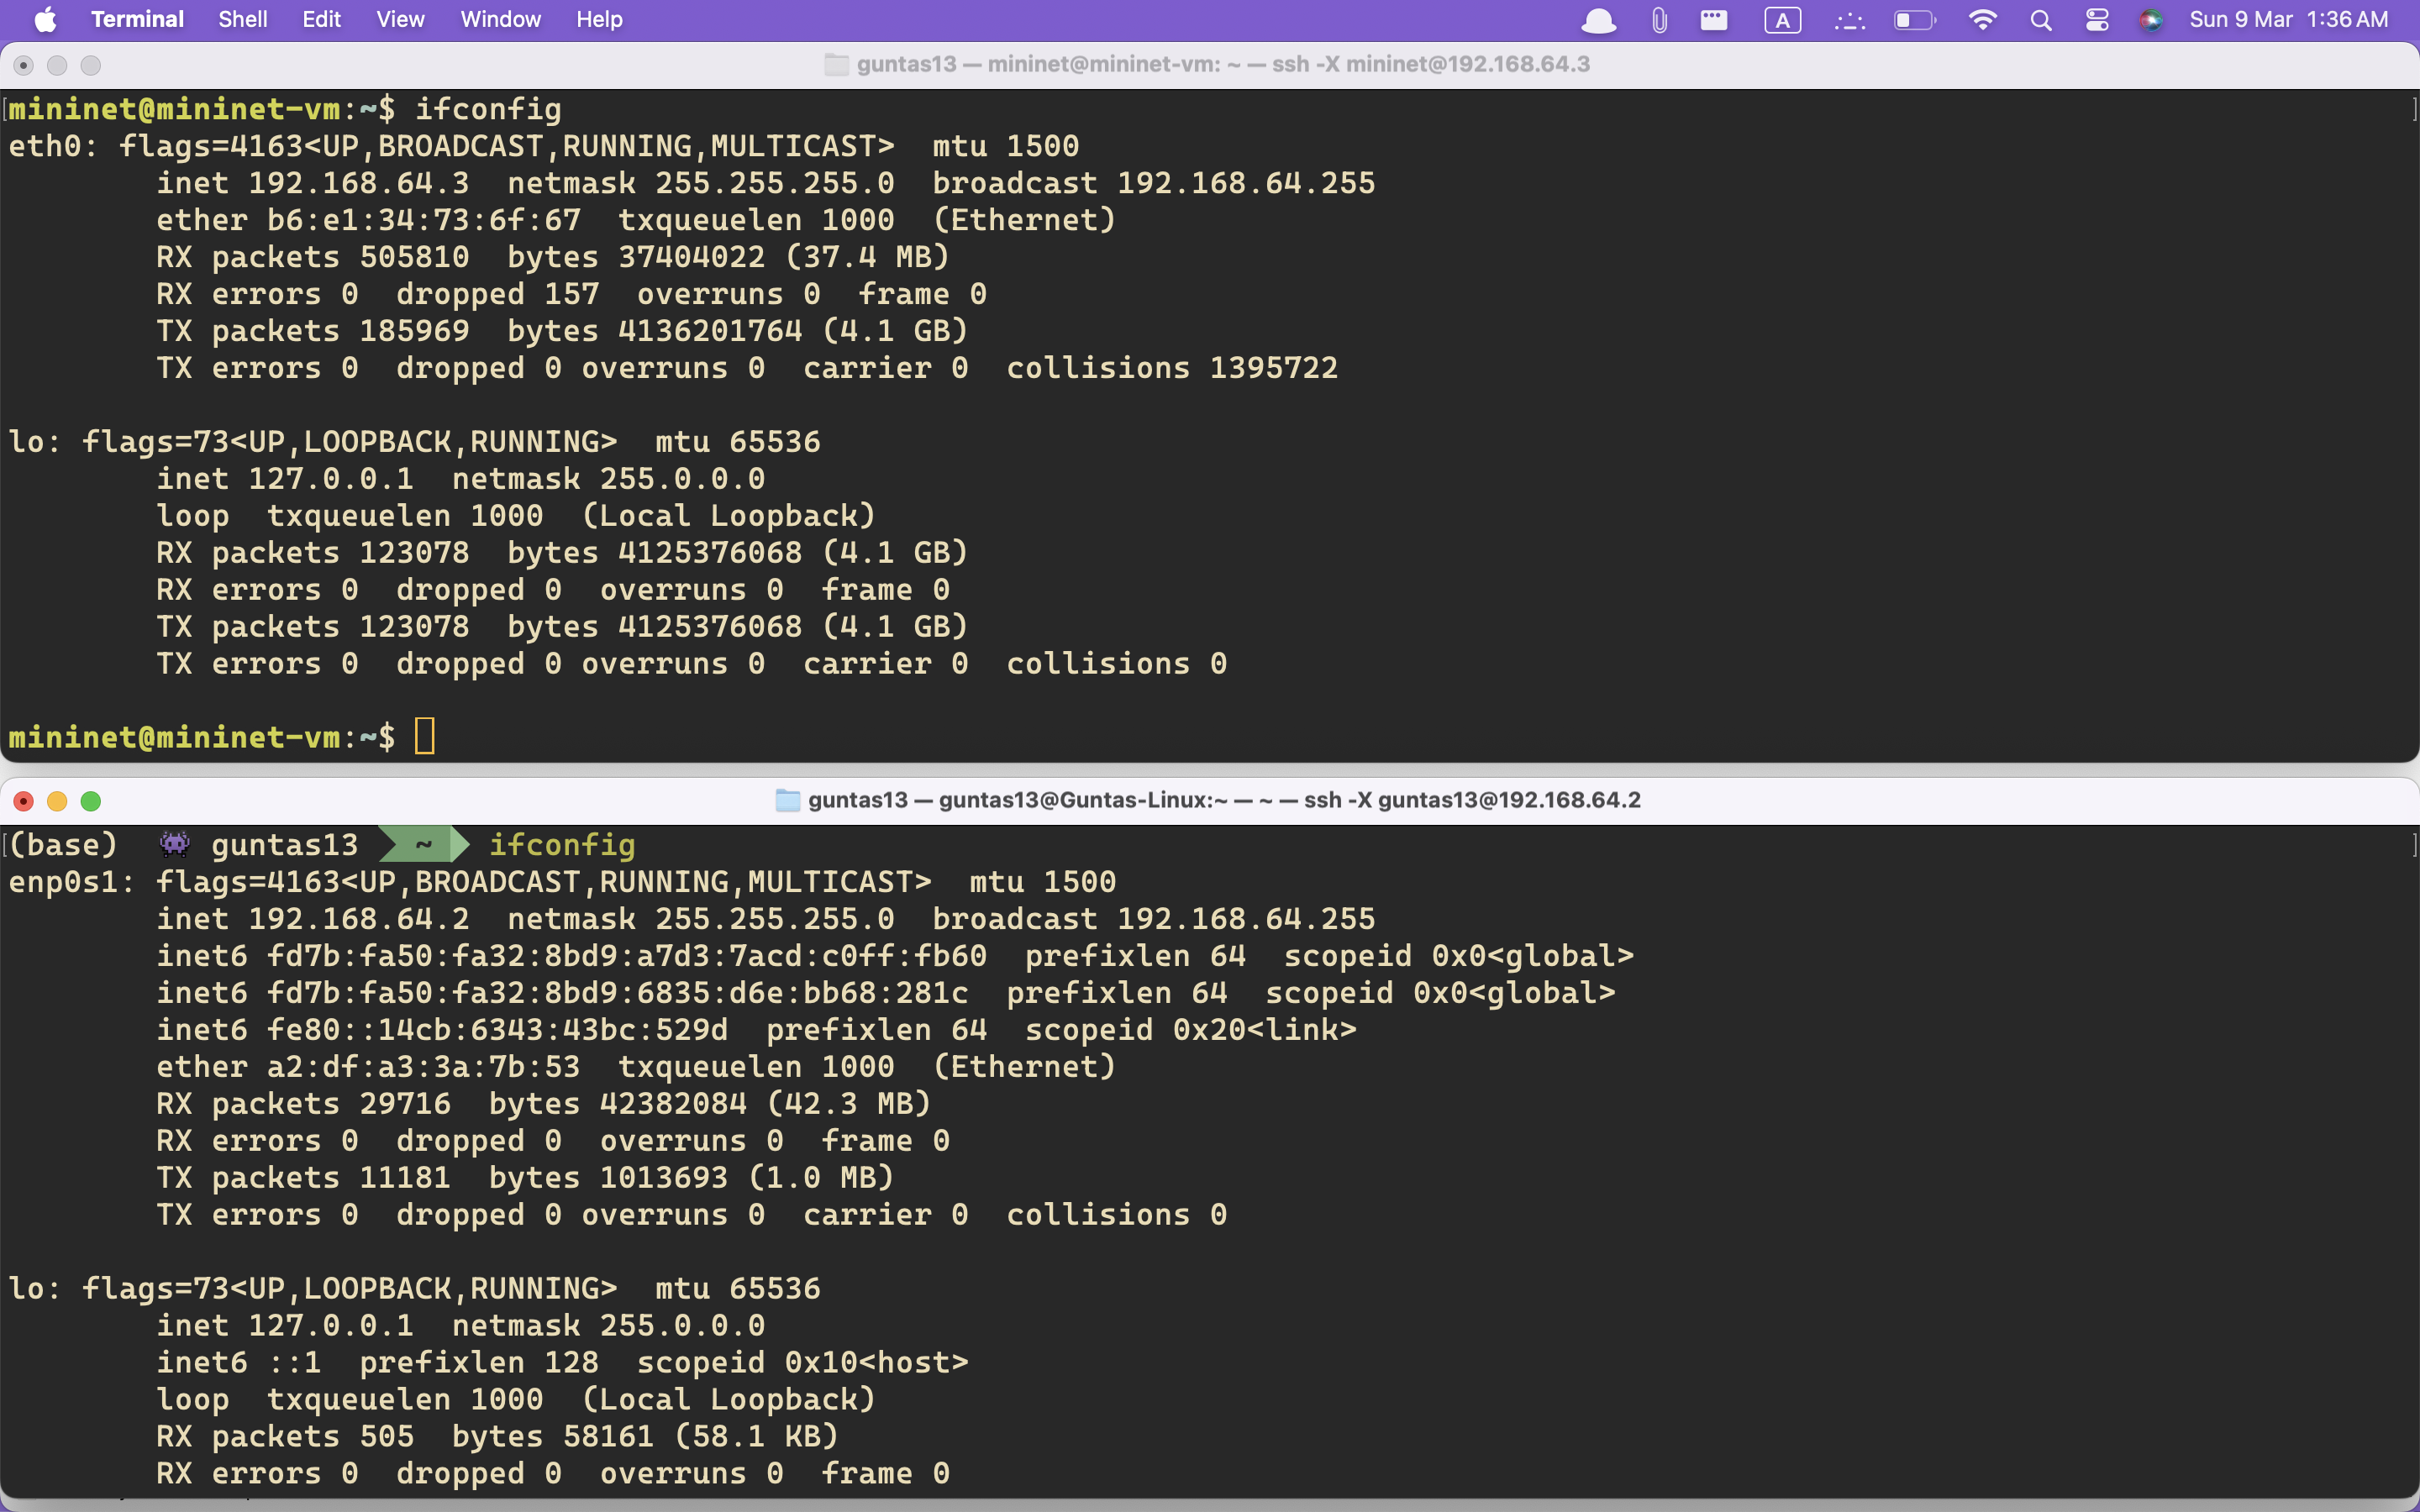 Terminal Shell Edit View Window Help A Sun 9 Mar 1:36 AM
guntas13 — mininet@mininet-vm: ~ — ssh -X mininet@192.168.64.3
[mininet@mininet-vm:~$ ifconfig ]
eth0: flags=4163<UP,BROADCAST,RUNNING,MULTICAST>  mtu 1500
        inet 192.168.64.3  netmask 255.255.255.0  broadcast 192.168.64.255
        ether b6:e1:34:73:6f:67  txqueuelen 1000  (Ethernet)
        RX packets 505810  bytes 37404022 (37.4 MB)
        RX errors 0  dropped 157  overruns 0  frame 0
        TX packets 185969  bytes 4136201764 (4.1 GB)
        TX errors 0  dropped 0 overruns 0  carrier 0  collisions 1395722
lo: flags=73<UP,LOOPBACK,RUNNING>  mtu 65536
        inet 127.0.0.1  netmask 255.0.0.0
        loop  txqueuelen 1000  (Local Loopback)
        RX packets 123078  bytes 4125376068 (4.1 GB)
        RX errors 0  dropped 0  overruns 0  frame 0
        TX packets 123078  bytes 4125376068 (4.1 GB)
        TX errors 0  dropped 0 overruns 0  carrier 0  collisions 0
mininet@mininet-vm:~$
guntas13 — guntas13@Guntas-Linux:~ — ~ — ssh -X guntas13@192.168.64.2
[(base) 👾 guntas13 ~ ifconfig ]
enp0s1: flags=4163<UP,BROADCAST,RUNNING,MULTICAST>  mtu 1500
        inet 192.168.64.2  netmask 255.255.255.0  broadcast 192.168.64.255
        inet6 fd7b:fa50:fa32:8bd9:a7d3:7acd:c0ff:fb60  prefixlen 64  scopeid 0x0<global>
        inet6 fd7b:fa50:fa32:8bd9:6835:d6e:bb68:281c  prefixlen 64  scopeid 0x0<global>
        inet6 fe80::14cb:6343:43bc:529d  prefixlen 64  scopeid 0x20<link>
        ether a2:df:a3:3a:7b:53  txqueuelen 1000  (Ethernet)
        RX packets 29716  bytes 42382084 (42.3 MB)
        RX errors 0  dropped 0  overruns 0  frame 0
        TX packets 11181  bytes 1013693 (1.0 MB)
        TX errors 0  dropped 0 overruns 0  carrier 0  collisions 0
lo: flags=73<UP,LOOPBACK,RUNNING>  mtu 65536
        inet 127.0.0.1  netmask 255.0.0.0
        inet6 ::1  prefixlen 128  scopeid 0x10<host>
        loop  txqueuelen 1000  (Local Loopback)
        RX packets 505  bytes 58161 (58.1 KB)
        RX errors 0  dropped 0  overruns 0  frame 0